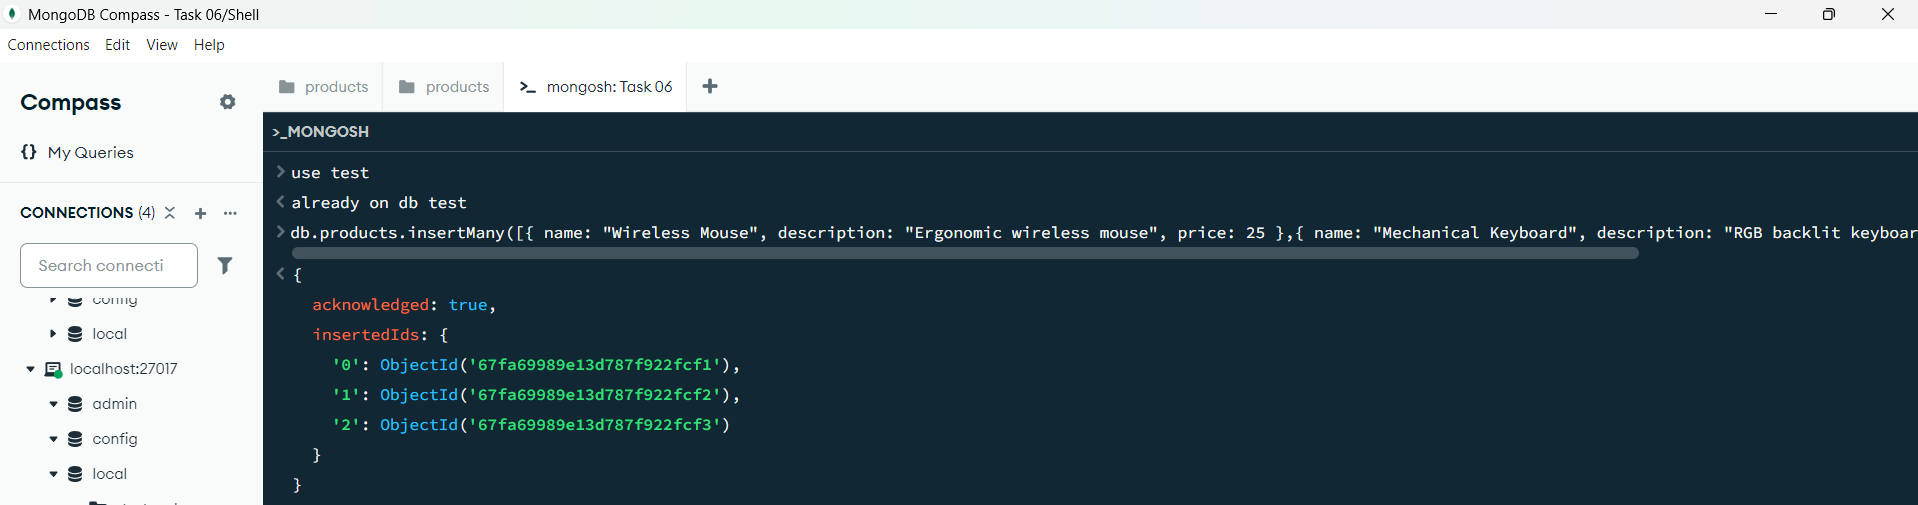 MongoDB Compass - Task 06/Shell
Connections Edit View Help
Compass
{} My Queries
CONNECTIONS (4)
Search connecti
config
local
localhost:27017
admin
config
local
products products >_ mongosh: Task 06
>_MONGOSH
> use test
< already on db test
> db.products.insertMany([{ name: "Wireless Mouse", description: "Ergonomic wireless mouse", price: 25 },{ name: "Mechanical Keyboard", description: "RGB backlit keyboar
< {
acknowledged: true,
insertedIds: {
'0': ObjectId('67fa69989e13d787f922fcf1'),
'1': ObjectId('67fa69989e13d787f922fcf2'),
'2': ObjectId('67fa69989e13d787f922fcf3')
}
}